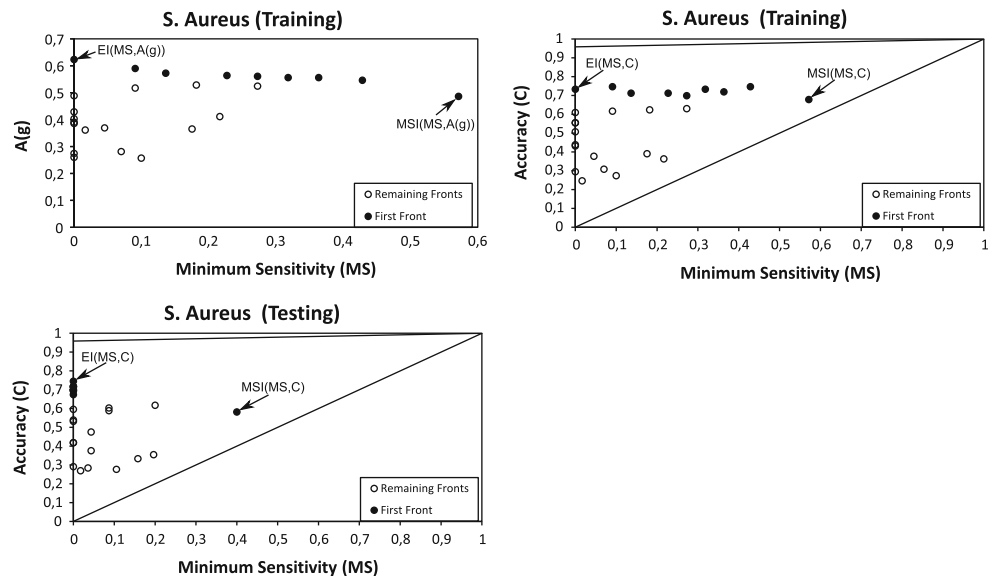 S. Aureus (Training)
0,7
0,6
0,5
0,4
0,3
0,2
0,1
0
A(g)
EI(MS,A(g))
MSI(MS,A(g))
Remaining Fronts
First Front
0
0,1
0,2
0,3
0,4
0,5
0,6
Minimum Sensitivity (MS)
S. Aureus (Training)
1
0,9
0,8
0,7
0,6
0,5
0,4
0,3
0,2
0,1
0
Accuracy (C)
EI(MS,C)
MSI(MS,C)
Remaining Fronts
First Front
0
0,1
0,2
0,3
0,4
0,5
0,6
0,7
0,8
0,9
1
Minimum Sensitivity (MS)
S. Aureus (Testing)
1
0,9
0,8
0,7
0,6
0,5
0,4
0,3
0,2
0,1
0
Accuracy (C)
EI(MS,C)
MSI(MS,C)
Remaining Fronts
First Front
0
0,1
0,2
0,3
0,4
0,5
0,6
0,7
0,8
0,9
1
Minimum Sensitivity (MS)